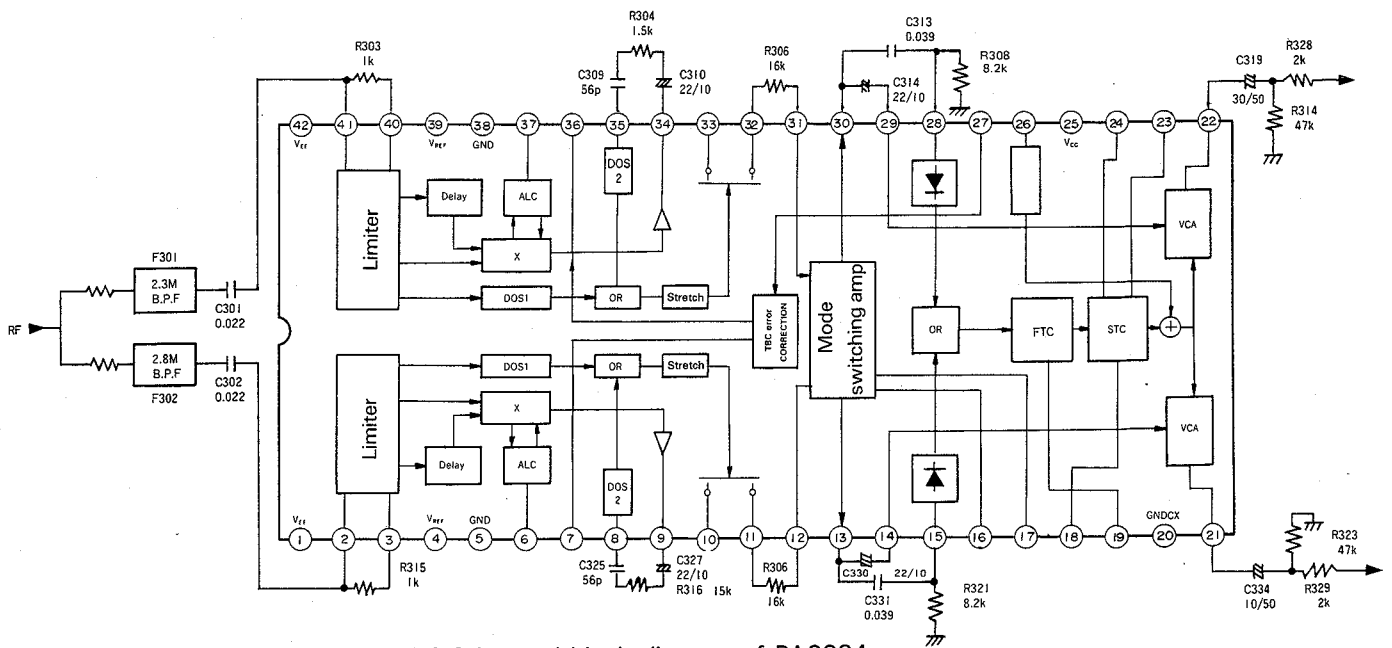 R304
1.5k
C313
0.039
R303
1k
C309
56p
C310
22/10
R306
16k
R308
8.2k
C314
22/10
C319
30/50
R328
2k
R314
47k
42
41
40
39
38
37
36
35
34
33
32
31
30
29
28
27
26
25
24
23
22
VREF
GND
VCC
DOS
2
Limiter
Delay
ALC
X
DOS1
OR
Stretch
TBC error
CORRECTION
Mode
switching amp
OR
FTC
STC
+
VCA
F301
2.3M
B.P.F
C301
0.022
RF
2.8M
B.P.F
F302
C302
0.022
Limiter
DOS1
OR
Stretch
X
Delay
ALC
DOS
2
VCA
VREF
GND
GNDCX
1
2
3
4
5
6
7
8
9
10
11
12
13
14
15
16
17
18
19
20
21
R315
1k
C325
56p
C327
22/10
R316 15k
R306
16k
C330
22/10
C331
0.039
R321
8.2k
R323
47k
C334
10/50
R329
2k